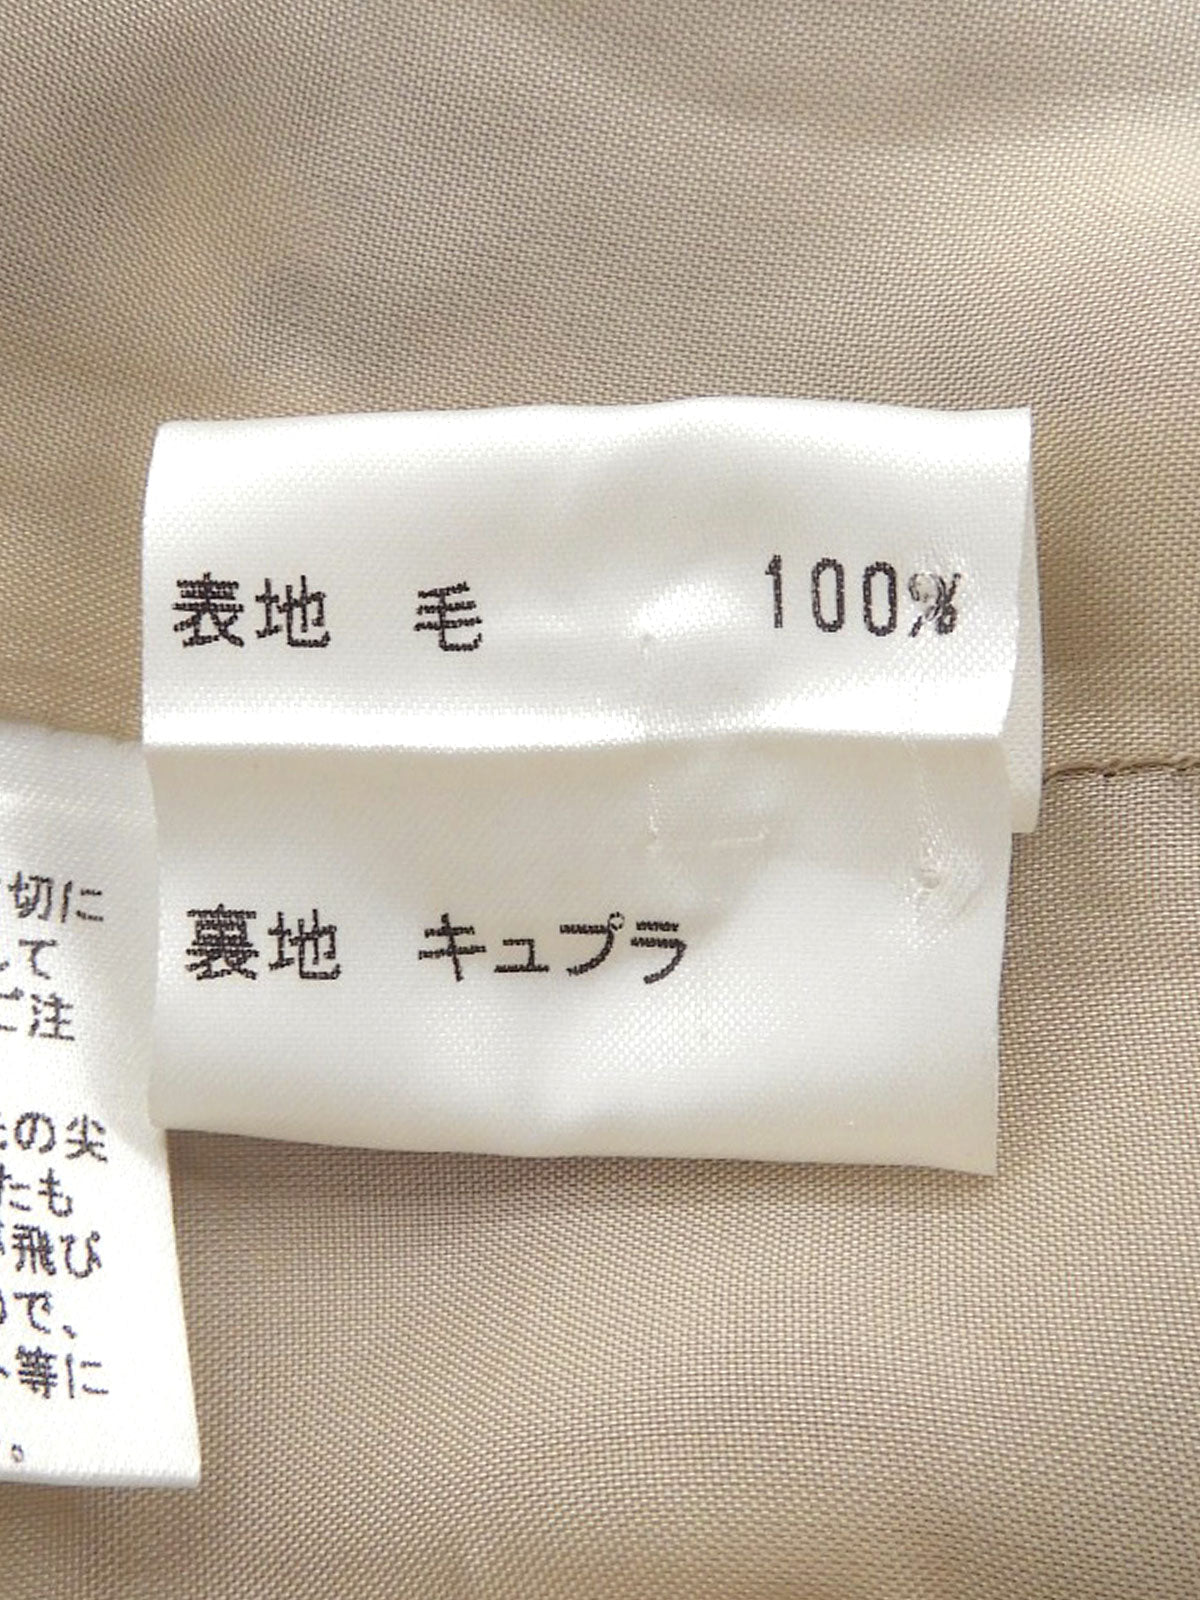 表地 毛 100%
裏地 キュプラ
切に
して
ご注
の尖
たも
飛び
で、
等に
。